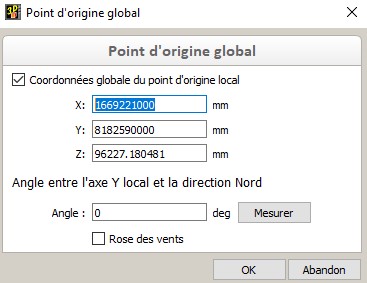 Point d'origine global
Point d'origine global
Coordonnées globale du point d'origine local
X: 1669221000 mm
Y: 8182590000 mm
Z: 96227.180481 mm
Angle entre l'axe Y local et la direction Nord
Angle : 0 deg Mesurer
Rose des vents
OK Abandon